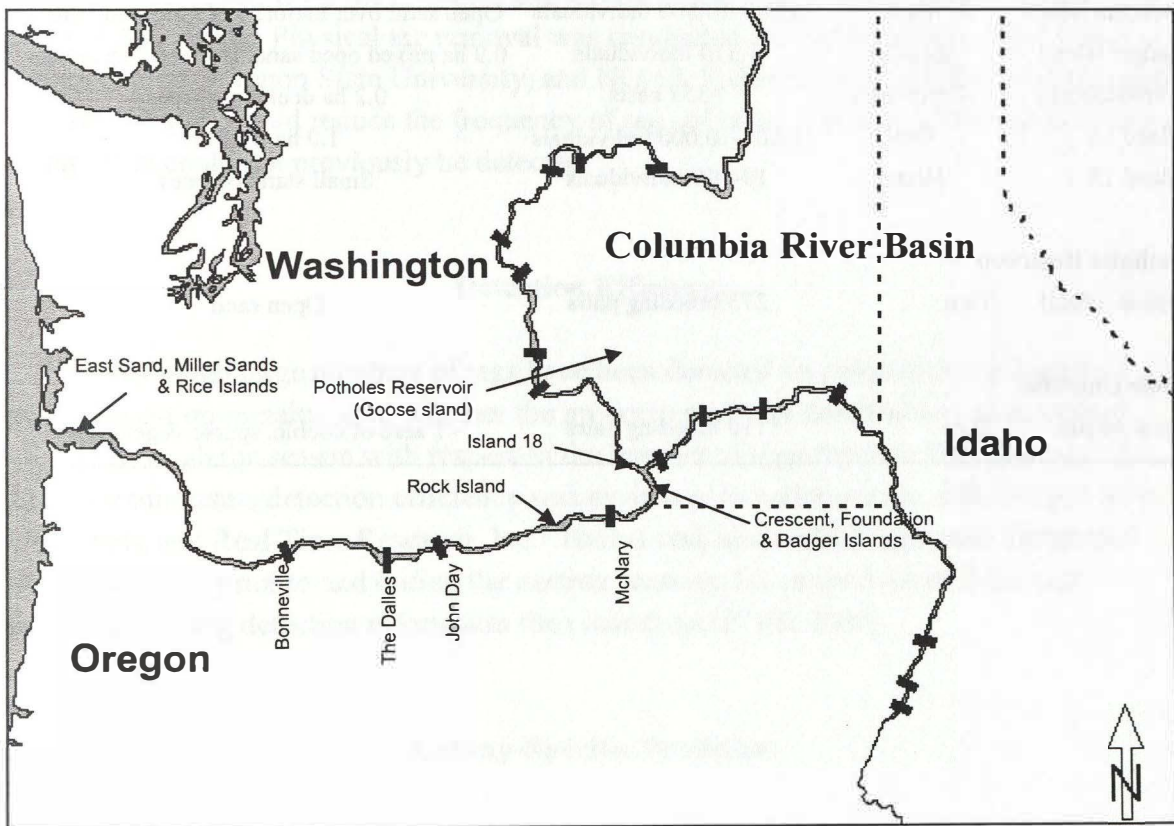 Washington
Columbia River Basin
East Sand, Miller Sands
& Rice Islands
Potholes Reservoir
(Goose sland)
Idaho
Island 18
Rock Island
Crescent, Foundation
& Badger Islands
Bonneville
The Dalles
John Day
McNary
Oregon
N